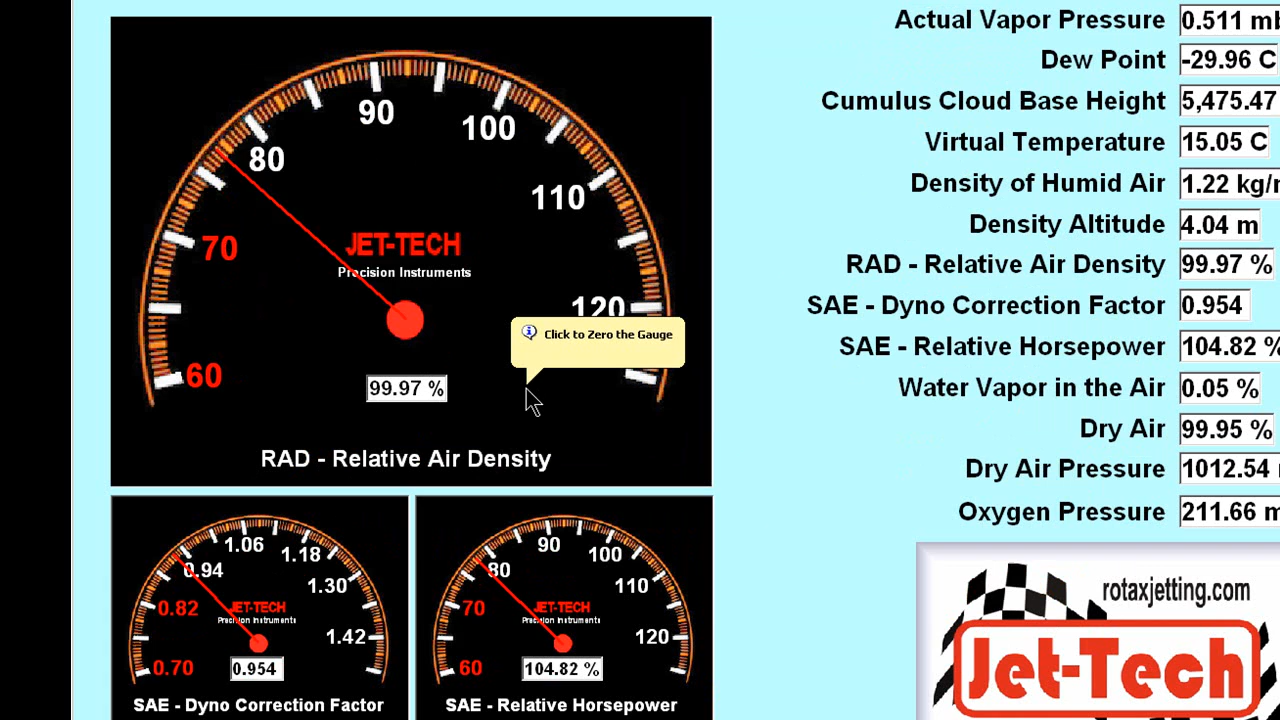 90
100
80
110
70
JET-TECH
Precision Instruments
120
Click to Zero the Gauge
60
99.97 %
RAD - Relative Air Density
1.06
1.18
0.94
1.30
0.82
JET-TECH
Precision Instruments
1.42
0.70
0.954
SAE - Dyno Correction Factor
90
100
80
110
70
JET-TECH
Precision Instruments
120
60
104.82 %
SAE - Relative Horsepower
Actual Vapor Pressure 0.511 mb
Dew Point -29.96 C
Cumulus Cloud Base Height 5,475.47
Virtual Temperature 15.05 C
Density of Humid Air 1.22 kg/
Density Altitude 4.04 m
RAD - Relative Air Density 99.97 %
SAE - Dyno Correction Factor 0.954
SAE - Relative Horsepower 104.82 %
Water Vapor in the Air 0.05 %
Dry Air 99.95 %
Dry Air Pressure 1012.54
Oxygen Pressure 211.66 m
rotaxjetting.com
Jet-Tech